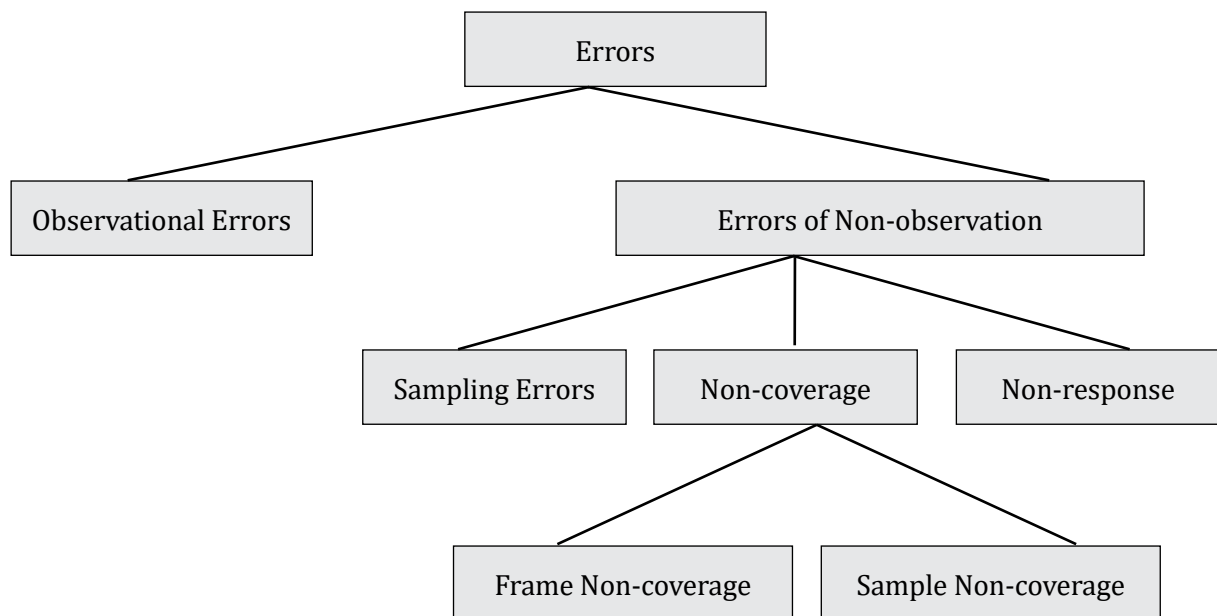 Errors
Observational Errors
Errors of Non-observation
Sampling Errors
Non-coverage
Non-response
Frame Non-coverage
Sample Non-coverage